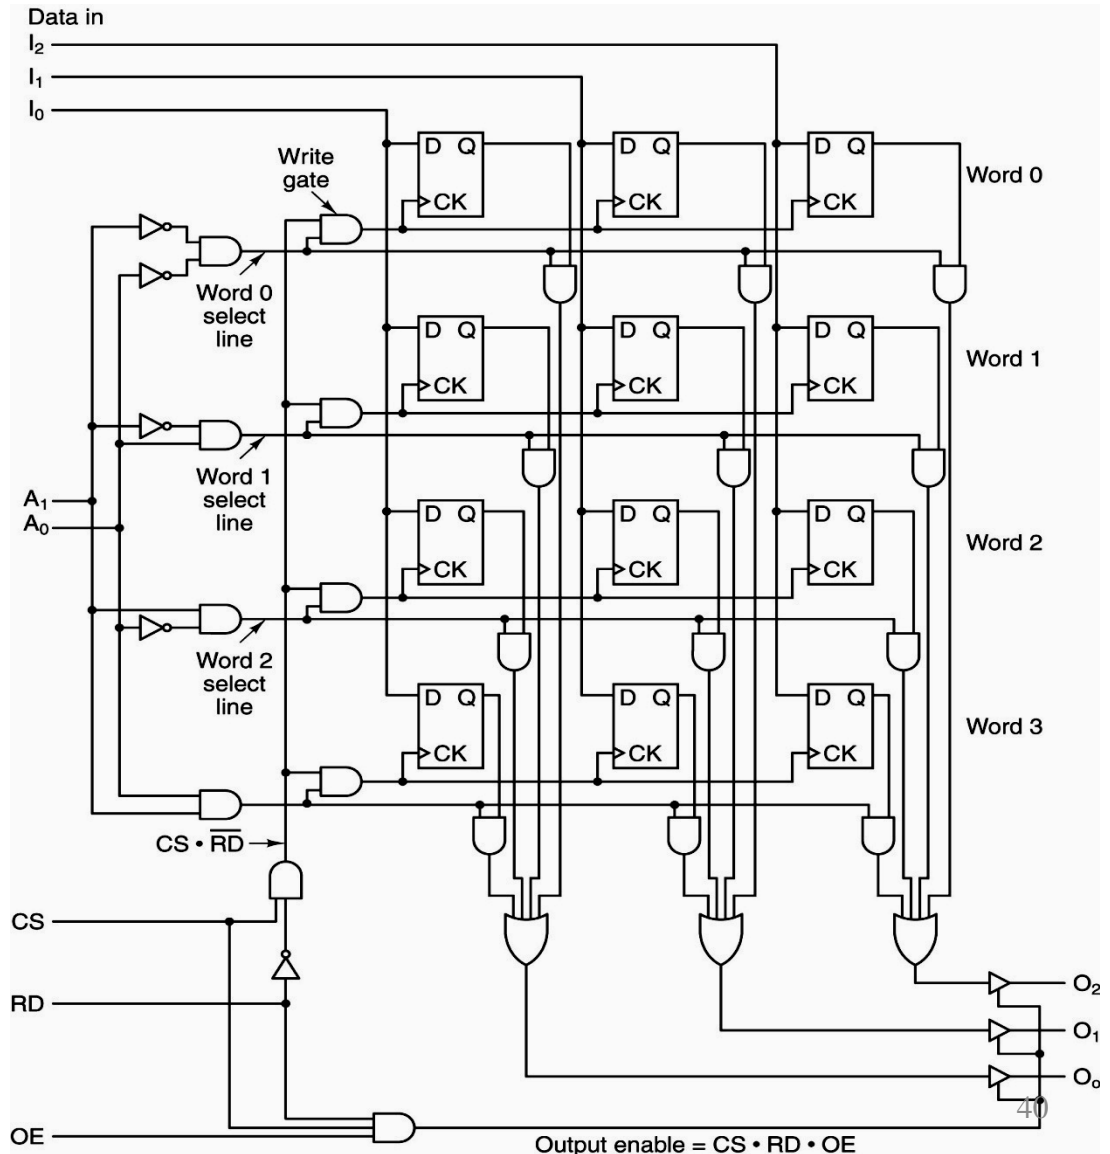 Data in
I₂
I₁
I₀
Write
gate
D Q
CK
D Q
CK
D Q
CK
Word 0
Word 0
select
line
D Q
CK
D Q
CK
D Q
CK
Word 1
Word 1
select
line
A₁
A₀
D Q
CK
D Q
CK
D Q
CK
Word 2
Word 2
select
line
D Q
CK
D Q
CK
D Q
CK
Word 3
CS • R̅D̅
CS
RD
OE
O₂
O₁
O₀
40
Output enable = CS • RD • OE